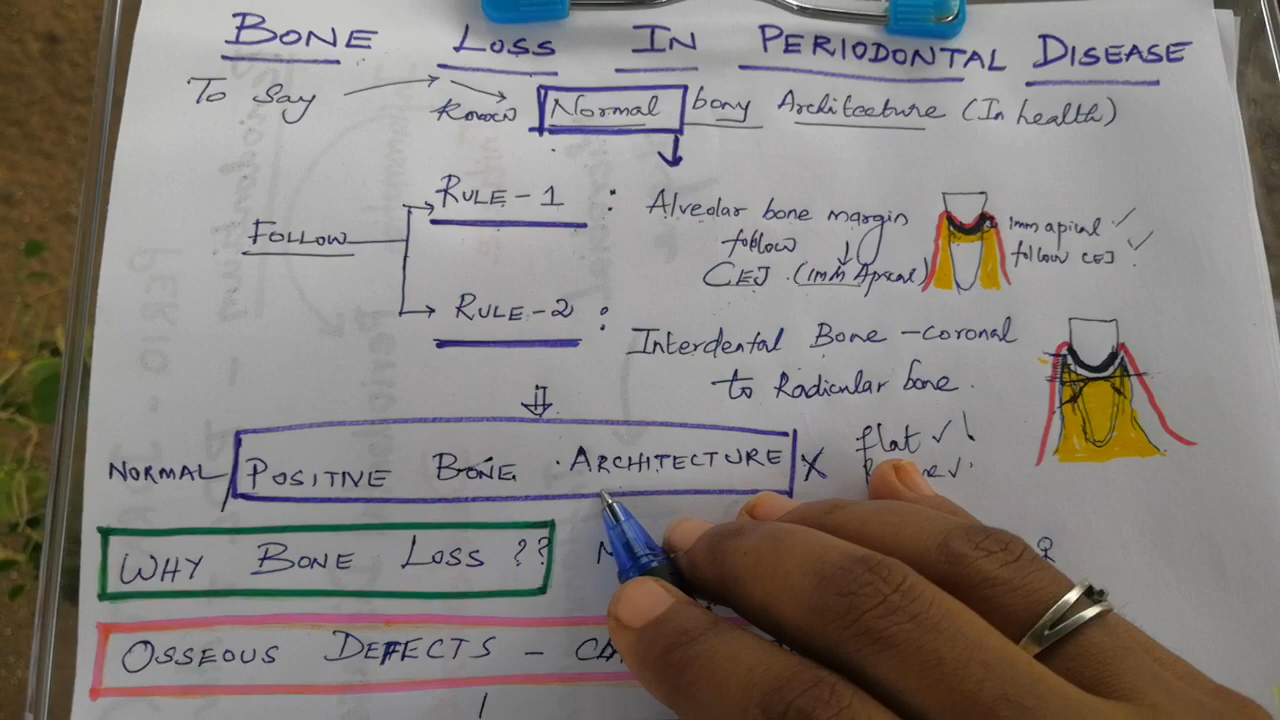 BONE LOSS IN PERIODONTAL DISEASE
To Say Known Normal bony Architecture (In health)
FOLLOW
RULE-1 : Alveolar bone margin
follow
CEJ. (1mm Apical)
1mm apical ✓
follow CEJ ✓
RULE-2 : Interdental Bone - coronal
to Radicular bone.
NORMAL / POSITIVE BONE ARCHITECTURE X
flat ✓ !
WHY BONE LOSS ??
OSSEOUS DEFECTS -